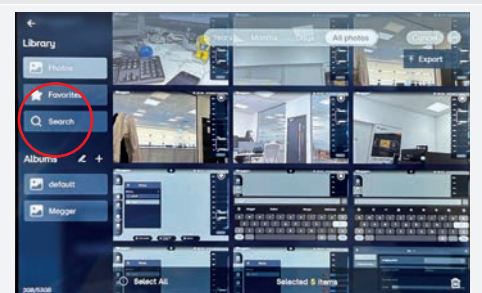 Library
Years Months Days All photos Cancel
Photos
Export
Favorites
Search
Albums
default
Megger
Select All
Selected 5 items